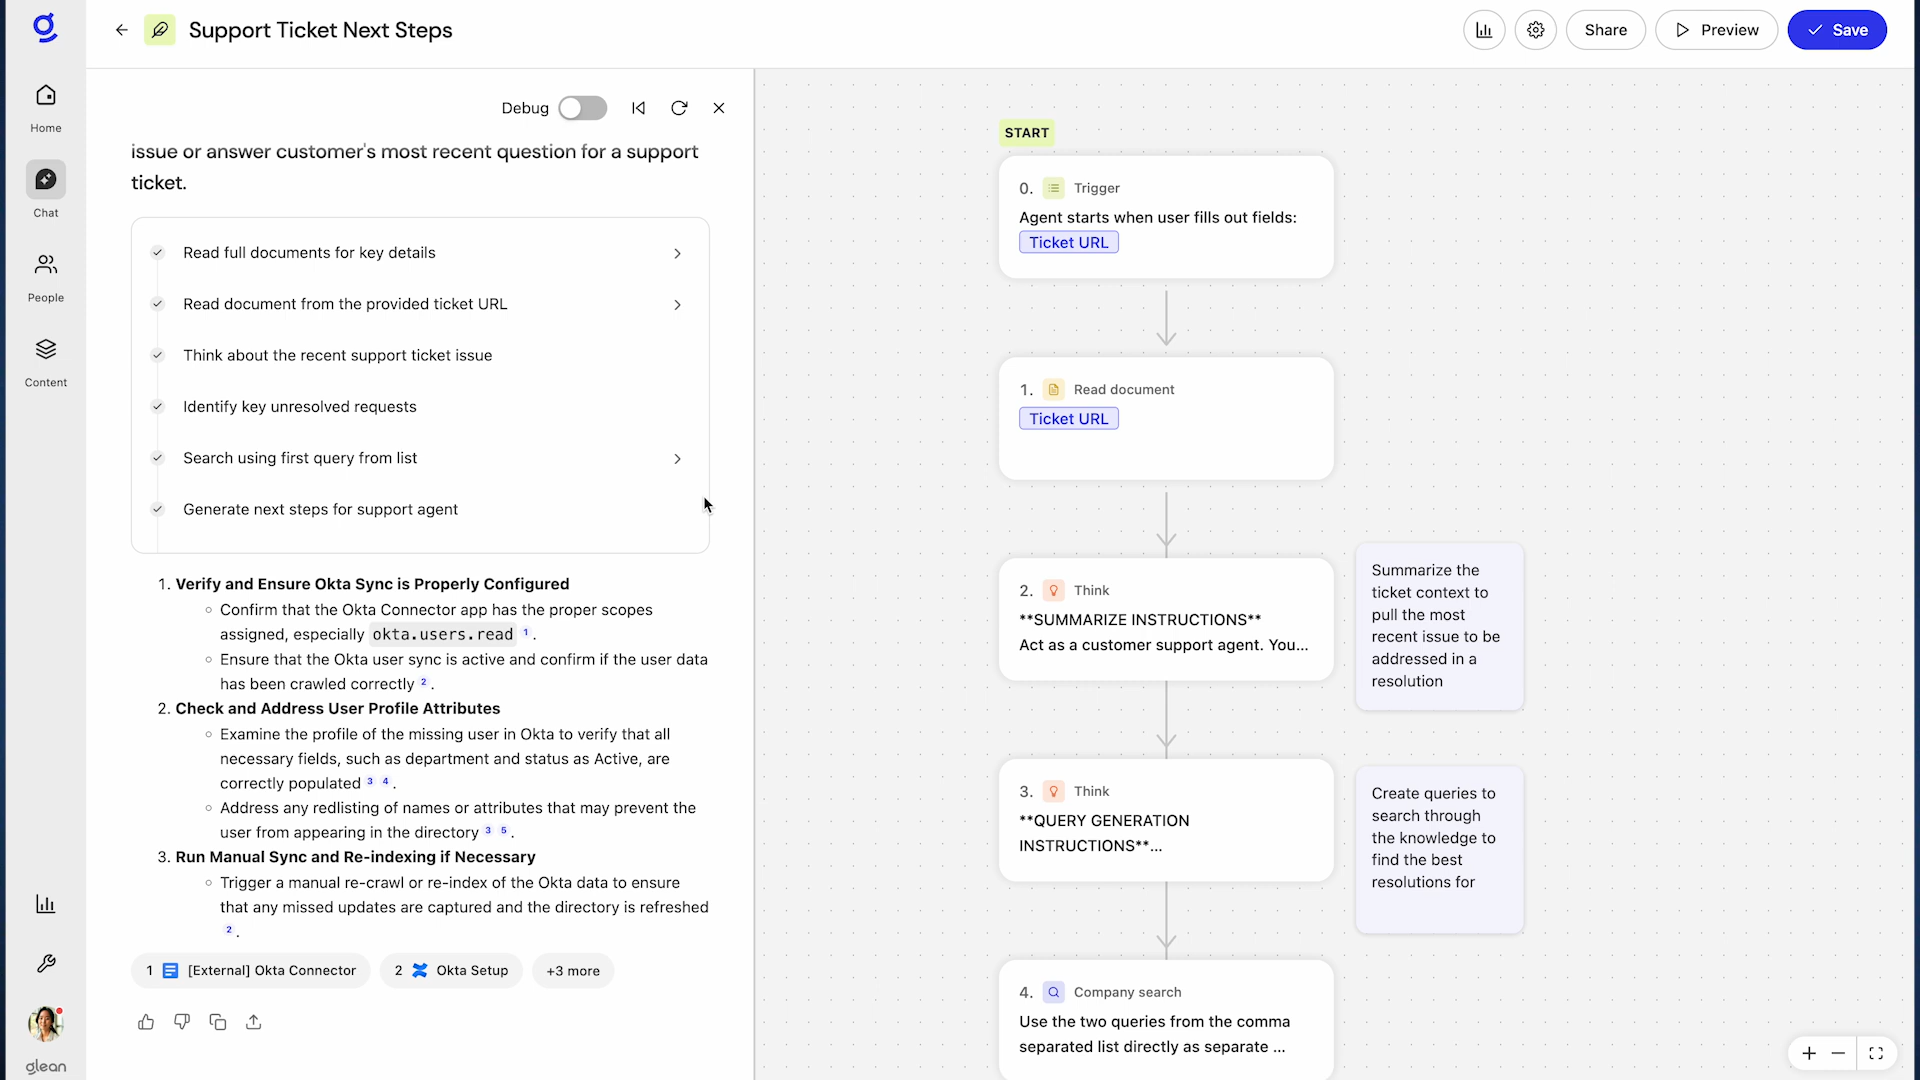 Support Ticket Next Steps
Share
Preview
Save
Home
Chat
People
Content
glean
Debug
issue or answer customer's most recent question for a support
ticket.
Read full documents for key details
Read document from the provided ticket URL
Think about the recent support ticket issue
Identify key unresolved requests
Search using first query from list
Generate next steps for support agent
1. Verify and Ensure Okta Sync is Properly Configured
Confirm that the Okta Connector app has the proper scopes
assigned, especially okta.users.read 1 .
Ensure that the Okta user sync is active and confirm if the user data
has been crawled correctly 2 .
2. Check and Address User Profile Attributes
Examine the profile of the missing user in Okta to verify that all
necessary fields, such as department and status as Active, are
correctly populated 3 4 .
Address any redlisting of names or attributes that may prevent the
user from appearing in the directory 3 5 .
3. Run Manual Sync and Re-indexing if Necessary
Trigger a manual re-crawl or re-index of the Okta data to ensure
that any missed updates are captured and the directory is refreshed
2 .
1 [External] Okta Connector
2 Okta Setup
+3 more
START
0. Trigger
Agent starts when user fills out fields:
Ticket URL
1. Read document
Ticket URL
2. Think
**SUMMARIZE INSTRUCTIONS**
Act as a customer support agent. You...
Summarize the
ticket context to
pull the most
recent issue to be
addressed in a
resolution
3. Think
**QUERY GENERATION
INSTRUCTIONS**...
Create queries to
search through
the knowledge to
find the best
resolutions for
4. Company search
Use the two queries from the comma
separated list directly as separate ...